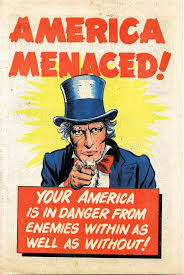 AMERICA
MENACED!
YOUR AMERICA
IS IN DANGER FROM
ENEMIES WITHIN AS
WELL AS WITHOUT!